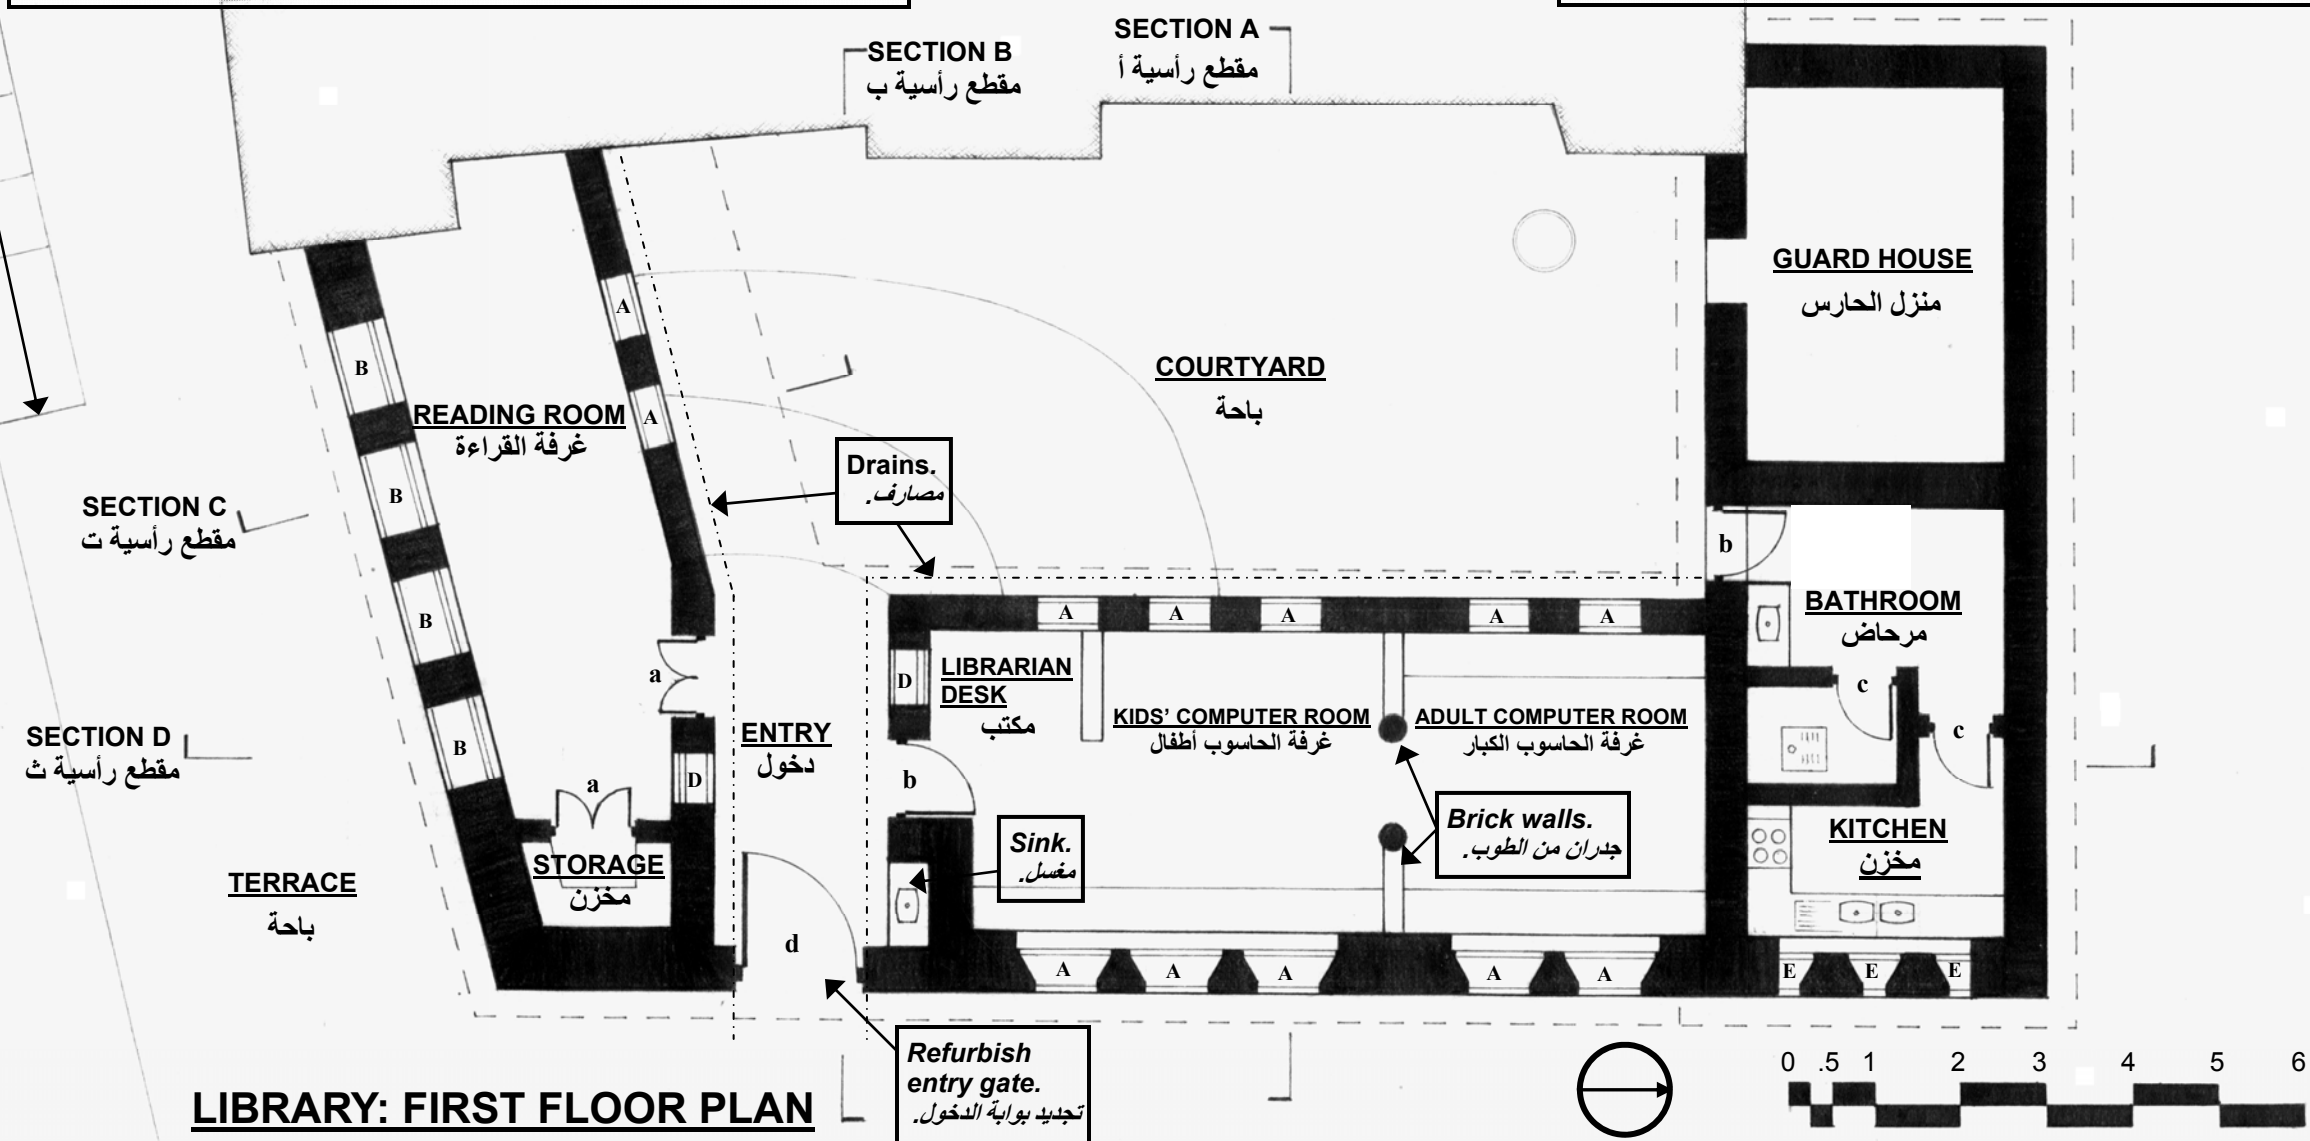 SECTION A
مقطع رأسية أ
SECTION B
مقطع رأسية ب
GUARD HOUSE
منزل الحارس
A
COURTYARD
باحة
B
READING ROOM
غرفة القراءة
A
Drains.
مصارف.
B
SECTION C
مقطع رأسية ت
b
BATHROOM
مرحاض
A A A A A
B
a
D
LIBRARIAN
DESK
مكتب
c
KIDS' COMPUTER ROOM
غرفة الحاسوب أطفال
ADULT COMPUTER ROOM
غرفة الحاسوب الكبار
c
ENTRY
دخول
SECTION D
مقطع رأسية ث
B
a
D
b
Brick walls.
جدران من الطوب.
KITCHEN
مخزن
Sink.
مغسل.
STORAGE
مخزن
TERRACE
باحة
d
A A A A A
E E E
Refurbish
entry gate.
تجديد بوابة الدخول.
0 .5 1 2 3 4 5 6
LIBRARY: FIRST FLOOR PLAN